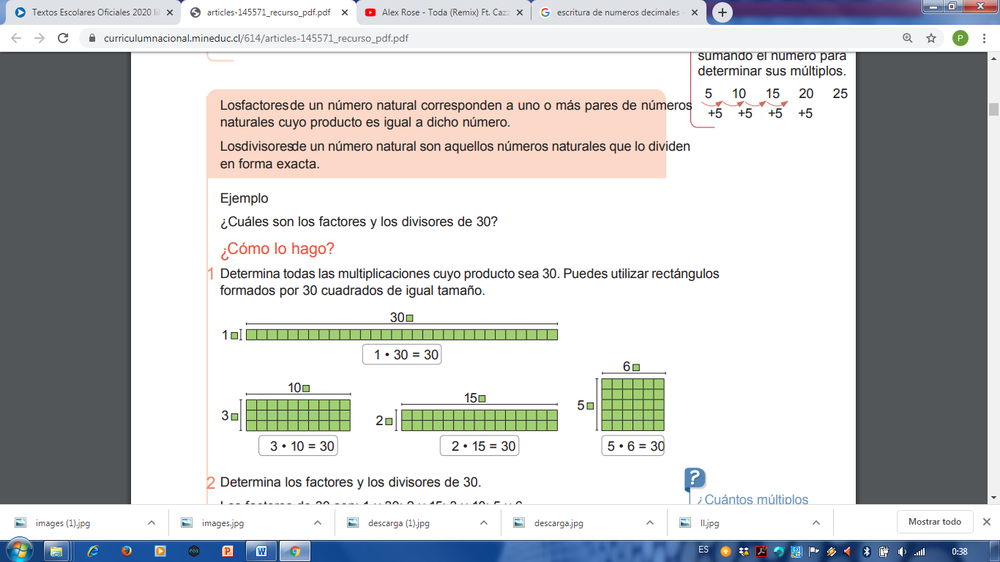 Textos Escolares Oficiales 2020 li
articles-145571_recurso_pdf.pdf
Alex Rose - Toda (Remix) Ft. Cazz
escritura de numeros decimales -
curriculumnacional.mineduc.cl/614/articles-145571_recurso_pdf.pdf
P
sumando el número para
determinar sus múltiplos.
5 10 15 20 25
+5 +5 +5 +5
Losfactoresde un número natural corresponden a uno o más pares de números
naturales cuyo producto es igual a dicho número.
Losdivisoresde un número natural son aquellos números naturales que lo dividen
en forma exacta.
Ejemplo
¿Cuáles son los factores y los divisores de 30?
¿Cómo lo hago?
1 Determina todas las multiplicaciones cuyo producto sea 30. Puedes utilizar rectángulos
formados por 30 cuadrados de igual tamaño.
30
1
1 • 30 = 30
10
3
3 • 10 = 30
15
2
2 • 15 = 30
6
5
5 • 6 = 30
2 Determina los factores y los divisores de 30.
Los factores de 30 son: 1 y 30; 2 y 15; 3 y 10; 5 y 6.
?
¿Cuántos múltiplos
images (1).jpg
images.jpg
descarga (1).jpg
descarga.jpg
II.jpg
Mostrar todo
ES
0:38